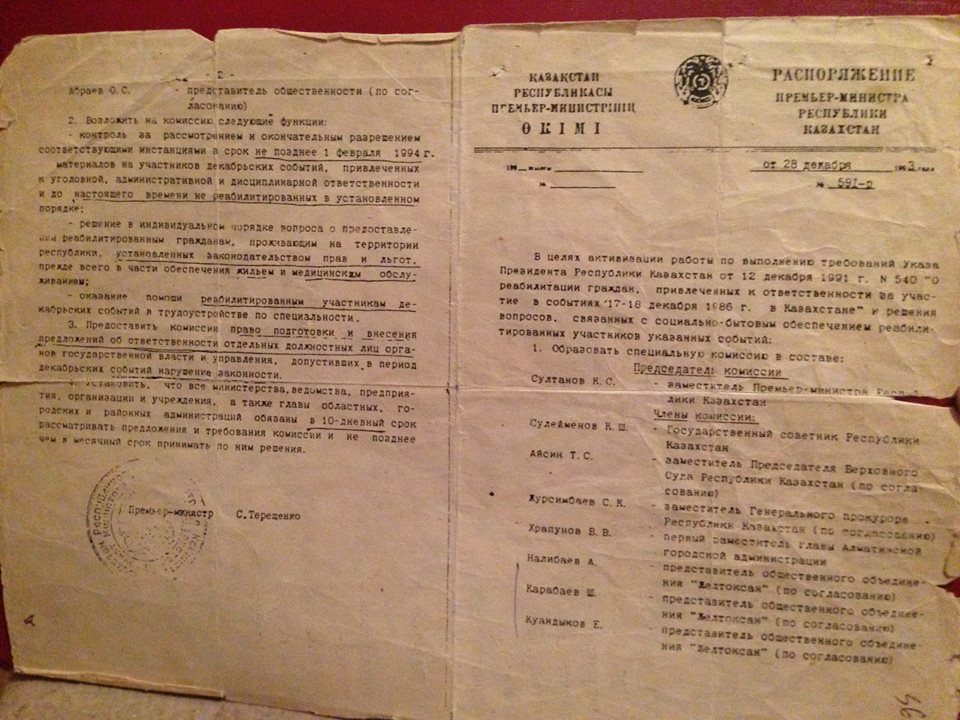 КАЗАКСТАН
РЕСПУБЛИКАСЫ
ПРЕМЬЕР-МИНИСТРІНІҢ
ӨКІМІ
РАСПОРЯЖЕНИЕ
ПРЕМЬЕР-МИНИСТРА
РЕСПУБЛИКИ
КАЗАХСТАН
от 28 декабря 1993 года
№ 591-р
№
В целях активизации работы по выполнению требований Указа
Президента Республики Казахстан от 12 декабря 1991 г. N 540 "О
реабилитации граждан, привлеченных к ответственности за учас-
тие в событиях 17-18 декабря 1986 г. в Казахстане" и решения
вопросов, связанных с социально-бытовым обеспечением реабили-
тированных участников указанных событий:
1. Образовать специальную комиссию в составе:
Председатель комиссии
Султанов К.С. - заместитель Премьер-министра Респуб-
лики Казахстан
Члены комиссии:
Сулейменов К.Ш. - Государственный советник Республики
Казахстан
Айсин Т.С. - заместитель Председателя Верховного
Суда Республики Казахстан (по согла-
сованию)
Журсимбаев С.К. - заместитель Генерального прокурора
Республики Казахстан (по согласованию)
Храпунов В.В. - первый заместитель главы Алматинской
городской администрации
Налибаев А. - представитель общественного объедине-
ния "Желтоксан" (по согласованию)
Карабаев Ш. - представитель общественного объедине-
ния "Желтоксан" (по согласованию)
Куандыков Е. - представитель общественного объедине-
ния "Желтоксан" (по согласованию)
- 2 -
Абраев О.С. - представитель общественности (по сог-
ласованию)
2. Возложить на комиссию следующие функции:
- контроль за рассмотрением и окончательным разрешением
соответствующими инстанциями в срок не позднее 1 февраля 1994 г.
материалов на участников декабрьских событий, привлеченных
к уголовной, административной и дисциплинарной ответственности
и до настоящего времени не реабилитированных в установленном
порядке;
- решение в индивидуальном порядке вопроса о предоставле-
нии реабилитированным гражданам, проживающим на территории
республики, установленных законодательством прав и льгот,
прежде всего в части обеспечения жильем и медицинским обслу-
живанием;
- оказание помощи реабилитированным участникам де-
кабрьских событий в трудоустройстве по специальности.
3. Предоставить комиссии право подготовки и внесения
предложений об ответственности отдельных должностных лиц орга-
нов государственной власти и управления, допустивших в период
декабрьских событий нарушение законности.
4. Установить, что все министерства, ведомства, предприя-
тия, организации и учреждения, а также главы областных, го-
родских и районных администраций обязаны в 10-дневный срок
рассматривать предложения и требования комиссии и не позднее
чем в месячный срок принимать по ним решения.
Премьер-министр С.Терещенко